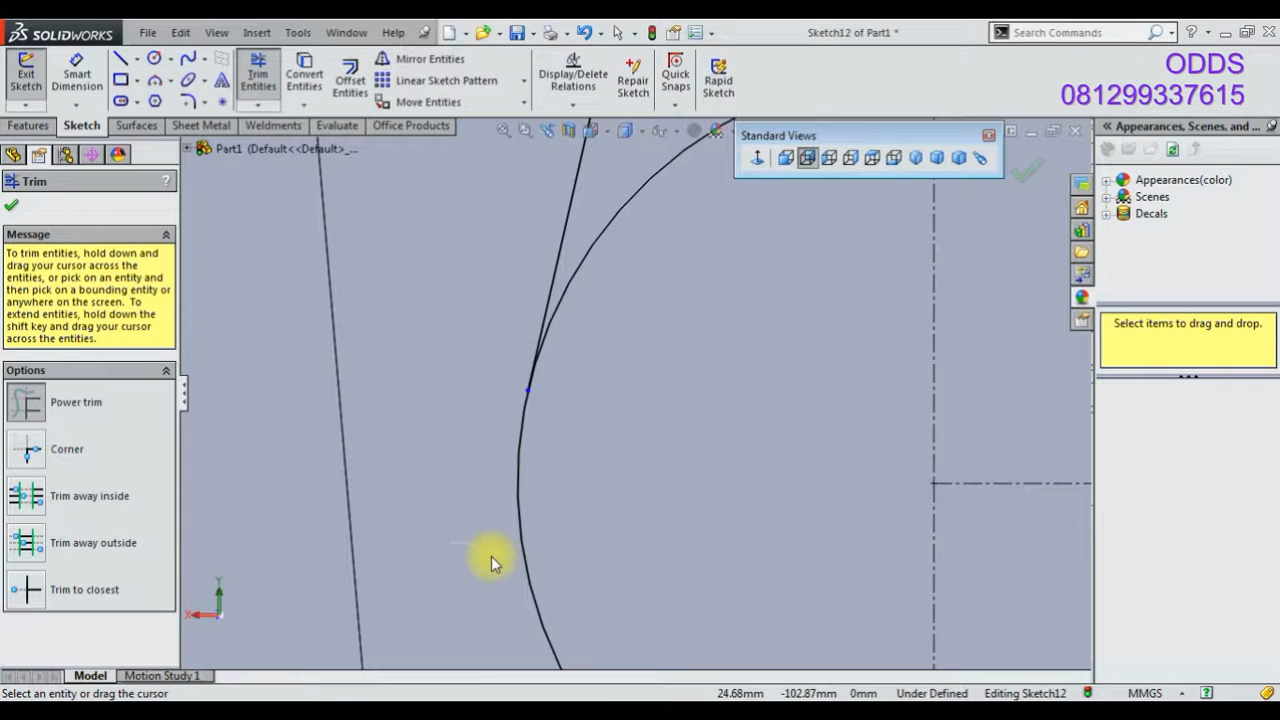 SOLIDWORKS File Edit View Insert Tools Window Help Sketch12 of Part1 * Search Commands
ODDS
081299337615
Exit Sketch
Smart Dimension
Trim Entities
Convert Entities
Offset Entities
Mirror Entities
Linear Sketch Pattern
Move Entities
Display/Delete Relations
Repair Sketch
Quick Snaps
Rapid Sketch
Features Sketch Surfaces Sheet Metal Weldments Evaluate Office Products
Standard Views
Appearances, Scenes, and...
Part1 (Default<<Default>_...
Trim
Message
To trim entities, hold down and
drag your cursor across the
entities, or pick on an entity and
then pick on a bounding entity or
anywhere on the screen. To
extend entities, hold down the
shift key and drag your cursor
across the entities.
Options
Power trim
Corner
Trim away inside
Trim away outside
Trim to closest
Appearances(color)
Scenes
Decals
Select items to drag and drop.
Y
X
Model Motion Study 1
Select an entity or drag the cursor 24.68mm -102.87mm 0mm Under Defined Editing Sketch12 MMGS